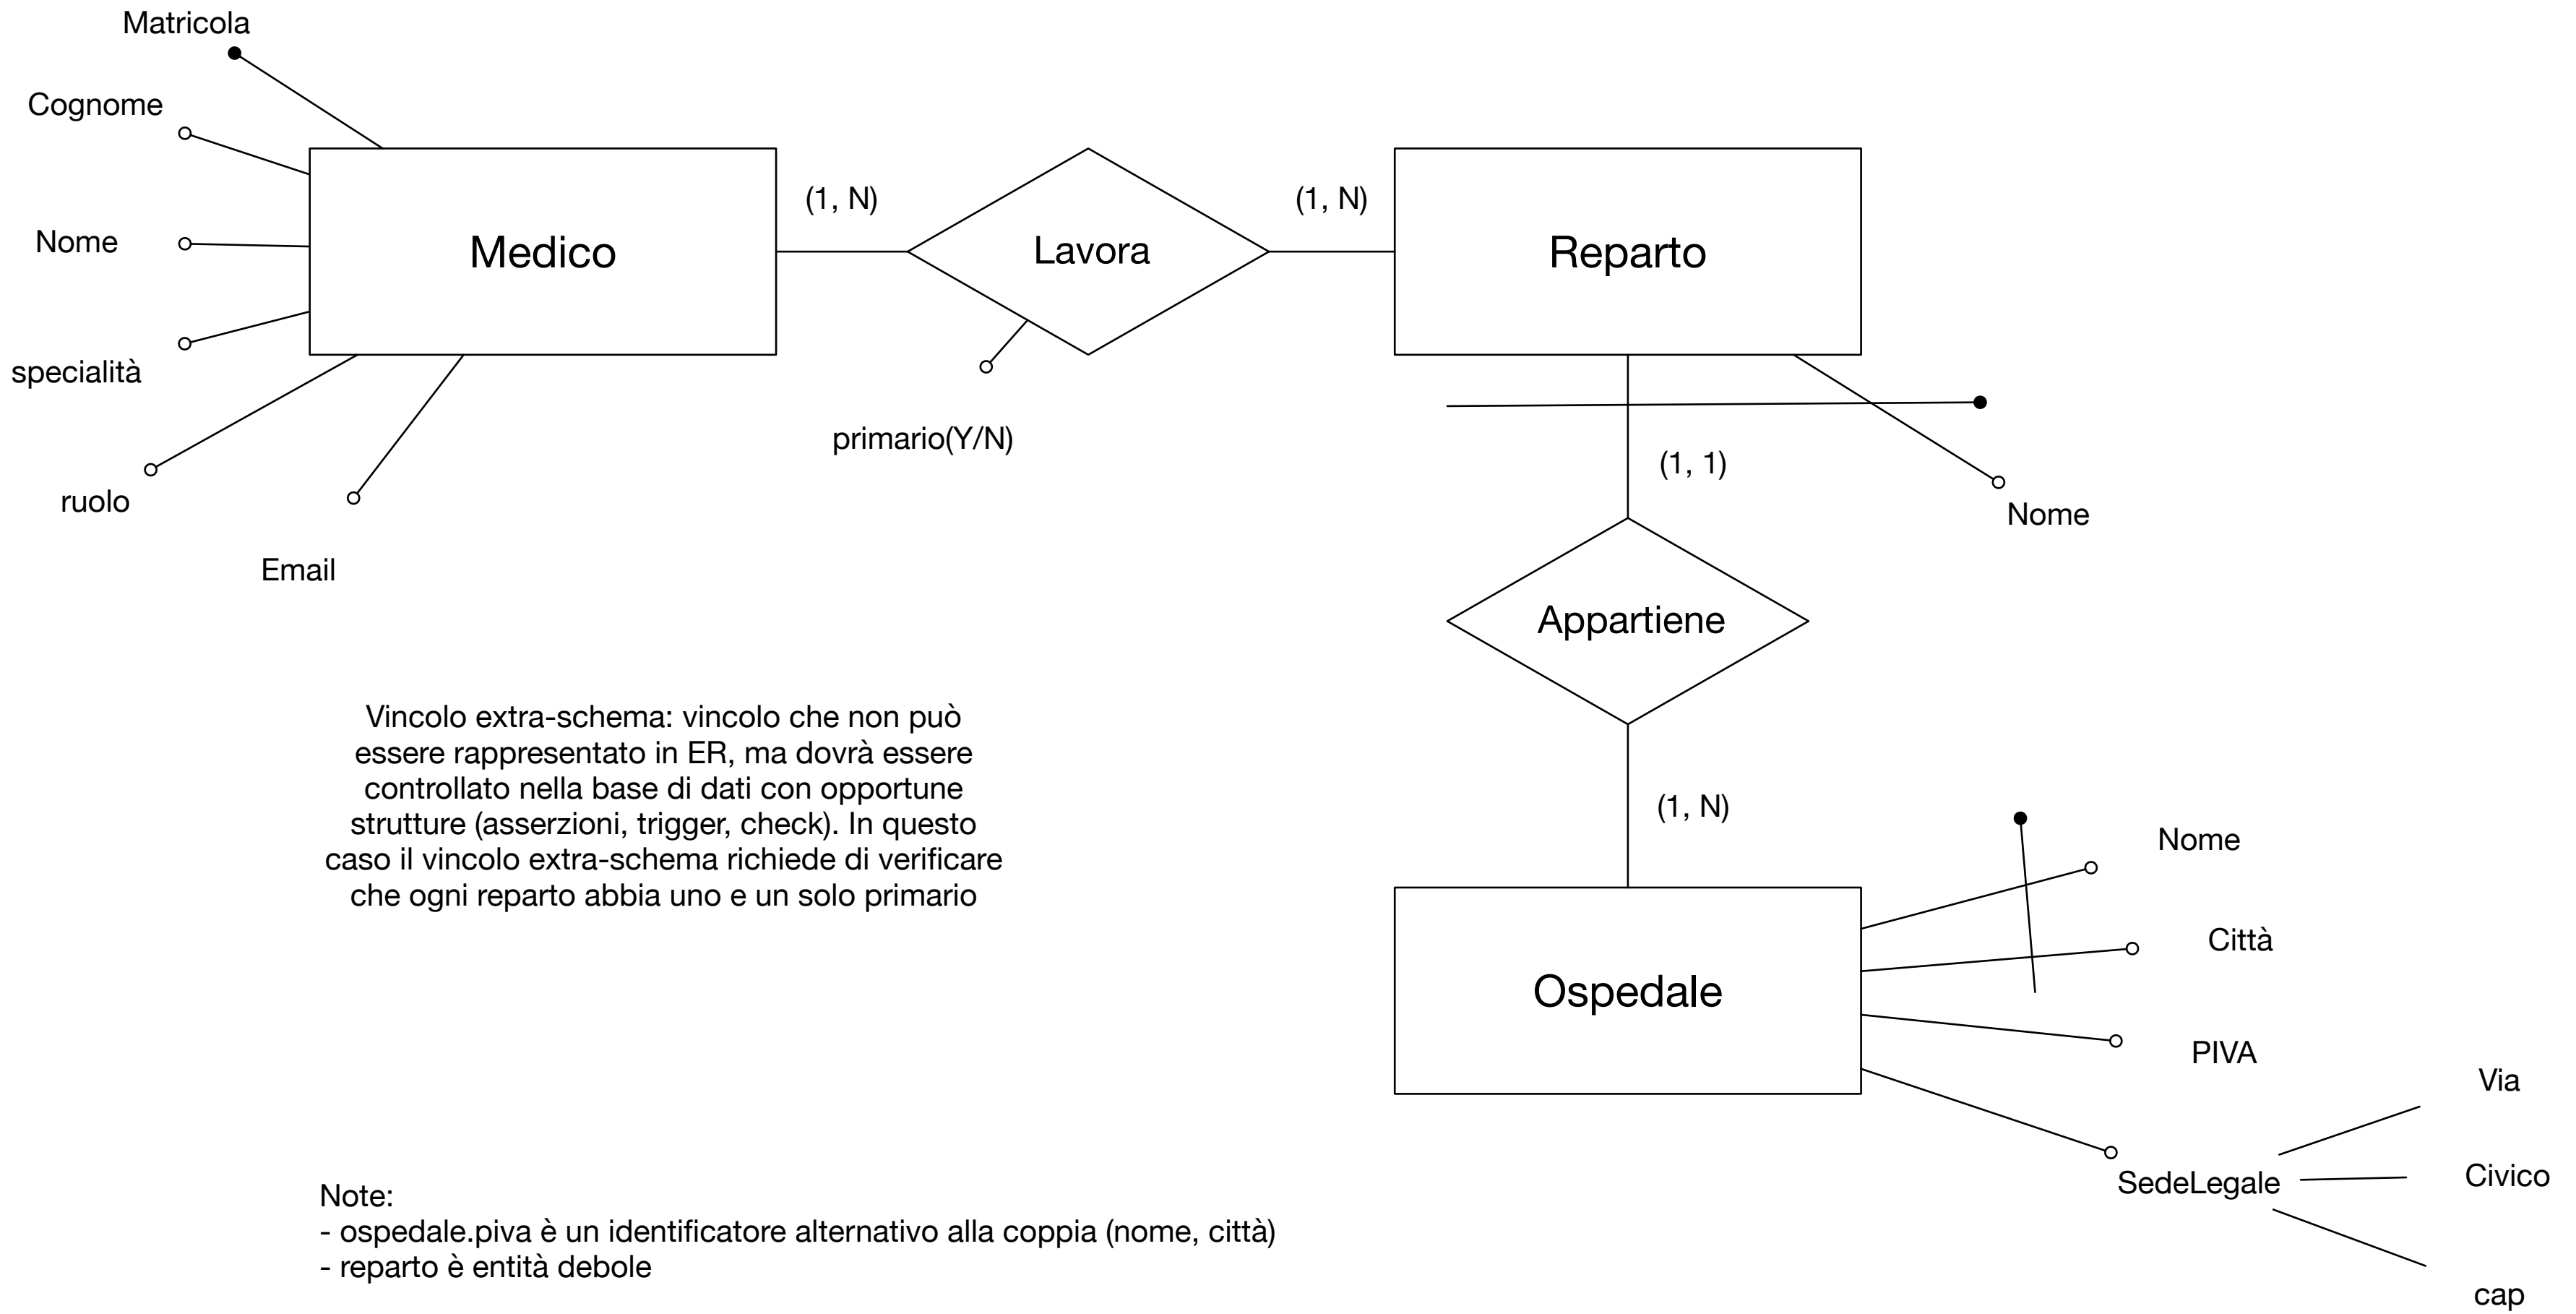 Matricola
Cognome
Nome
specialità
ruolo
Email
Medico
(1, N)
Lavora
primario(Y/N)
(1, N)
Reparto
(1, 1)
Nome
Appartiene
(1, N)
Ospedale
Nome
Città
PIVA
SedeLegale
Via
Civico
cap
Vincolo extra-schema: vincolo che non può
essere rappresentato in ER, ma dovrà essere
controllato nella base di dati con opportune
strutture (asserzioni, trigger, check). In questo
caso il vincolo extra-schema richiede di verificare
che ogni reparto abbia uno e un solo primario
Note:
- ospedale.piva è un identificatore alternativo alla coppia (nome, città)
- reparto è entità debole